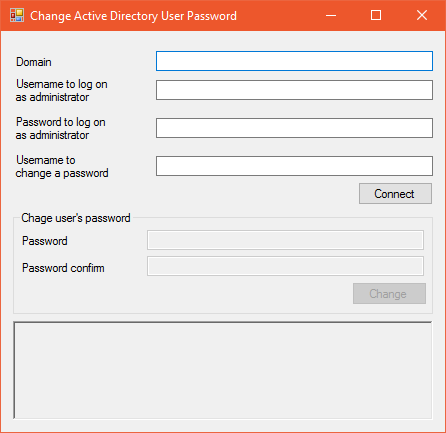 Change Active Directory User Password
Domain
Username to log on
as administrator
Password to log on
as administrator
Username to
change a password
Connect
Chage user's password
Password
Password confirm
Change